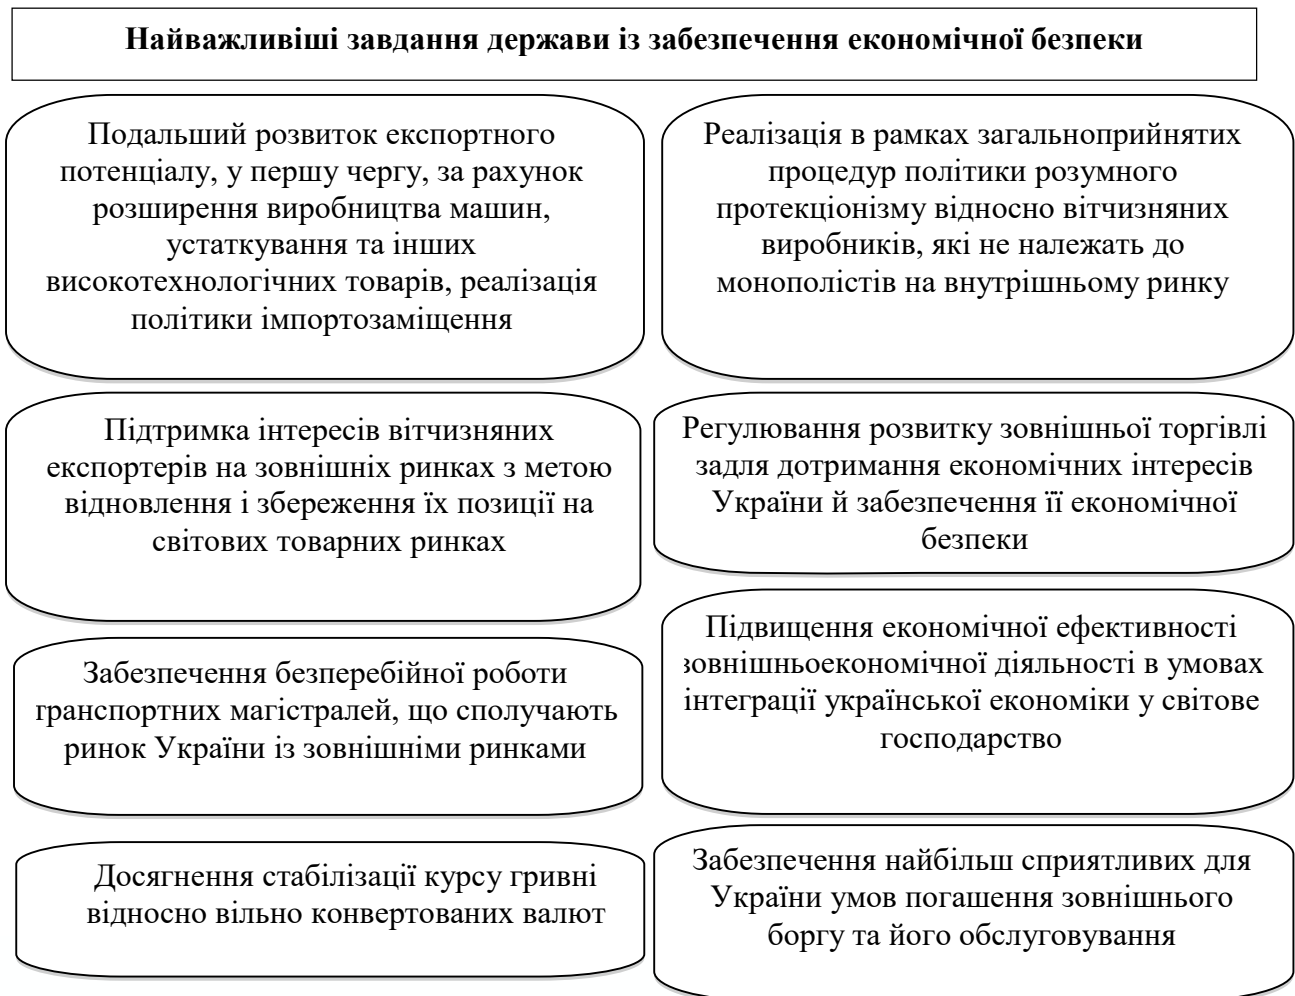 Найважливіші завдання держави із забезпечення економічної безпеки
Подальший розвиток експортного
потенціалу, у першу чергу, за рахунок
розширення виробництва машин,
устаткування та інших
високотехнологічних товарів, реалізація
політики імпортозаміщення
Реалізація в рамках загальноприйнятих
процедур політики розумного
протекціонізму відносно вітчизняних
виробників, які не належать до
монополістів на внутрішньому ринку
Підтримка інтересів вітчизняних
експортерів на зовнішніх ринках з метою
відновлення і збереження їх позиції на
світових товарних ринках
Регулювання розвитку зовнішньої торгівлі
задля дотримання економічних інтересів
України й забезпечення її економічної
безпеки
Забезпечення безперебійної роботи
транспортних магістралей, що сполучають
ринок України із зовнішніми ринками
Підвищення економічної ефективності
зовнішньоекономічної діяльності в умовах
інтеграції української економіки у світове
господарство
Досягнення стабілізації курсу гривні
відносно вільно конвертованих валют
Забезпечення найбільш сприятливих для
України умов погашення зовнішнього
боргу та його обслуговування